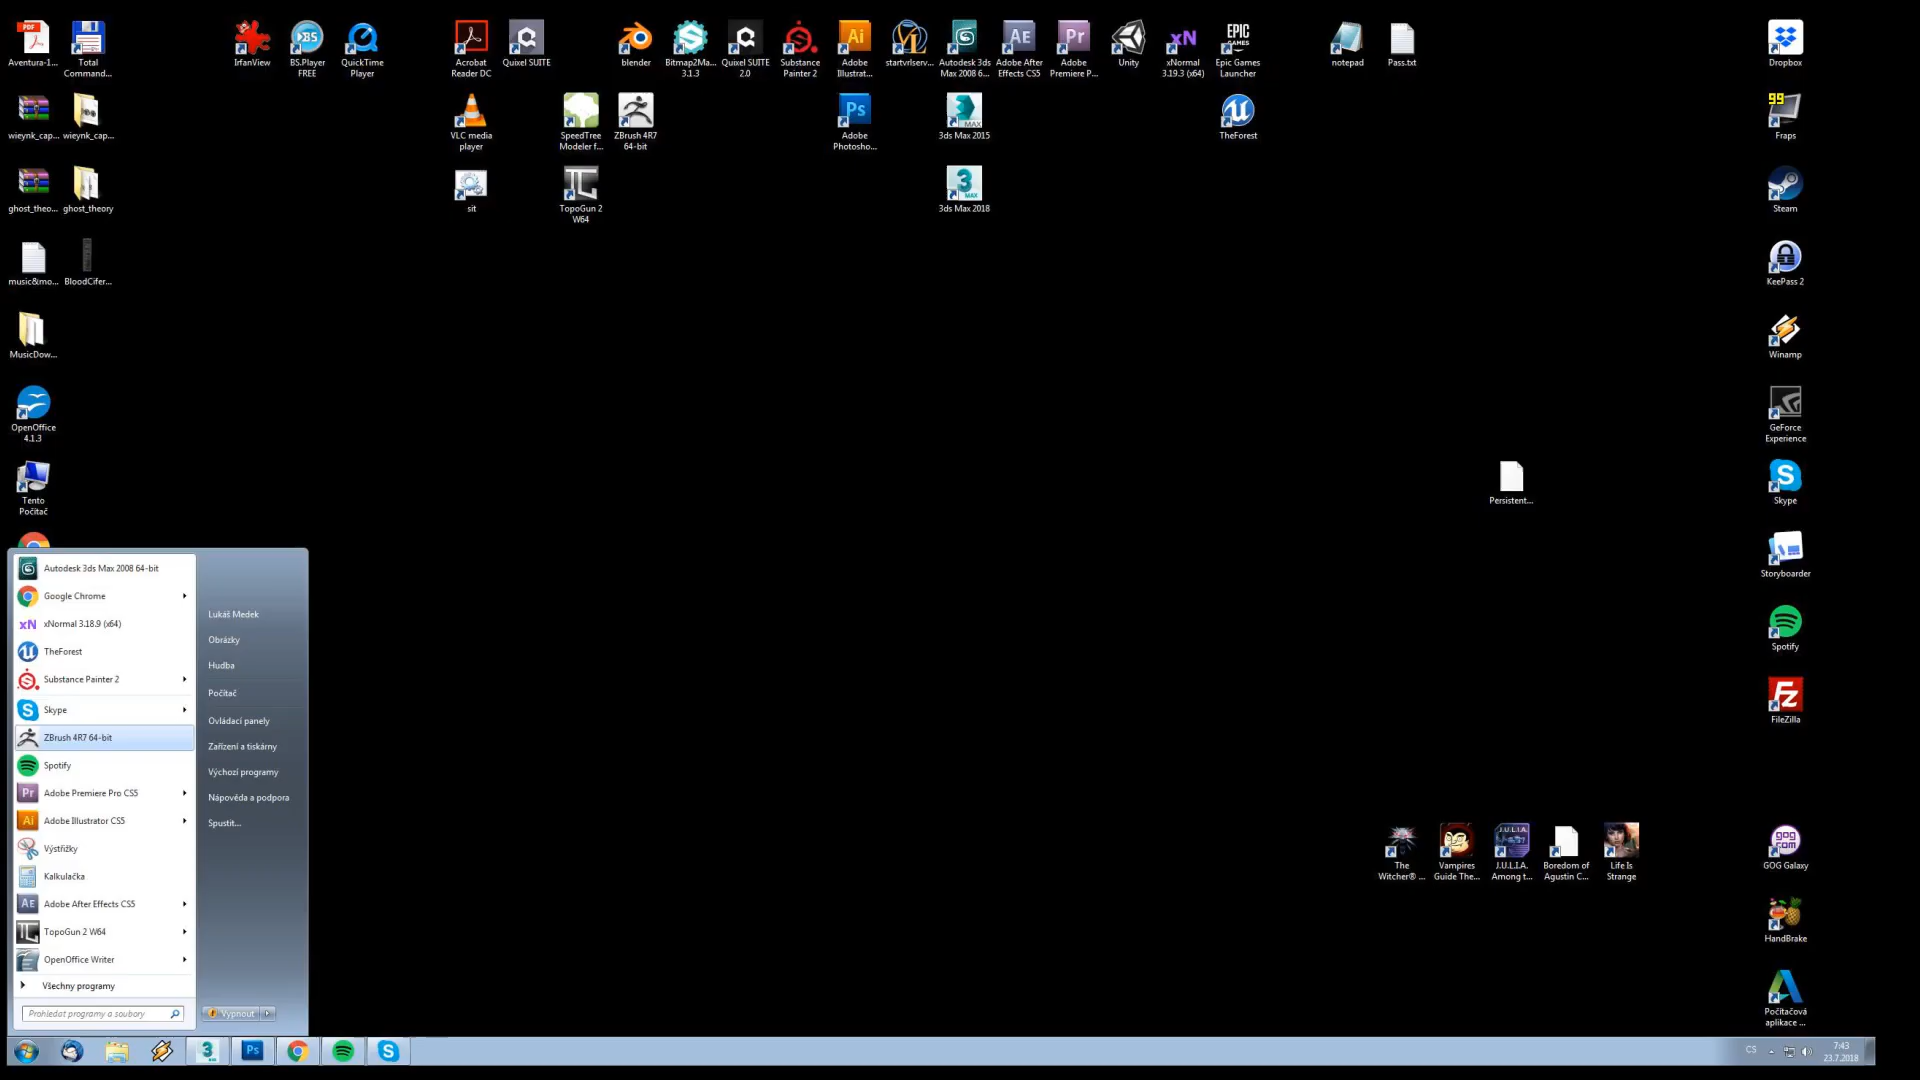 Aventura-1...
Total
Command...
IrfanView
BS.Player
FREE
QuickTime
Player
Acrobat
Reader DC
Quixel SUITE
blender
Bitmap2Ma...
3.1.3
Quixel SUITE
2.0
Substance
Painter 2
Adobe
Illustrat...
startvrlserv...
Autodesk 3ds
Max 2008 6...
Adobe After
Effects CS5
Adobe
Premiere P...
Unity
xNormal
3.19.3 (x64)
Epic Games
Launcher
notepad
Pass.txt
Dropbox
wieynk_cap...
wieynk_cap...
VLC media
player
SpeedTree
Modeler f...
ZBrush 4R7
64-bit
Adobe
Photosho...
3ds Max 2015
TheForest
99
Fraps
ghost_theo...
ghost_theory
sit
TopoGun 2
W64
3ds Max 2018
Steam
music&mo...
BloodCifer...
KeePass 2
MusicDow...
Winamp
OpenOffice
4.1.3
GeForce
Experience
Tento
Počítač
Persistent...
Skype
Storyboarder
Spotify
FileZilla
The
Witcher® ...
Vampires
Guide The...
J.U.L.I.A.
Among t...
Boredom of
Agustin C...
Life Is
Strange
GOG Galaxy
HandBrake
Počítačová
aplikace ...
Autodesk 3ds Max 2008 64-bit
Google Chrome
xNormal 3.18.9 (x64)
TheForest
Substance Painter 2
Skype
ZBrush 4R7 64-bit
Spotify
Adobe Premiere Pro CS5
Adobe Illustrator CS5
Výstřižky
Kalkulačka
Adobe After Effects CS5
TopoGun 2 W64
OpenOffice Writer
Všechny programy
Prohledat programy a soubory
Lukáš Medek
Obrázky
Hudba
Počítač
Ovládací panely
Zařízení a tiskárny
Výchozí programy
Nápověda a podpora
Spustit...
Vypnout
CS
7:43
23.7.2018